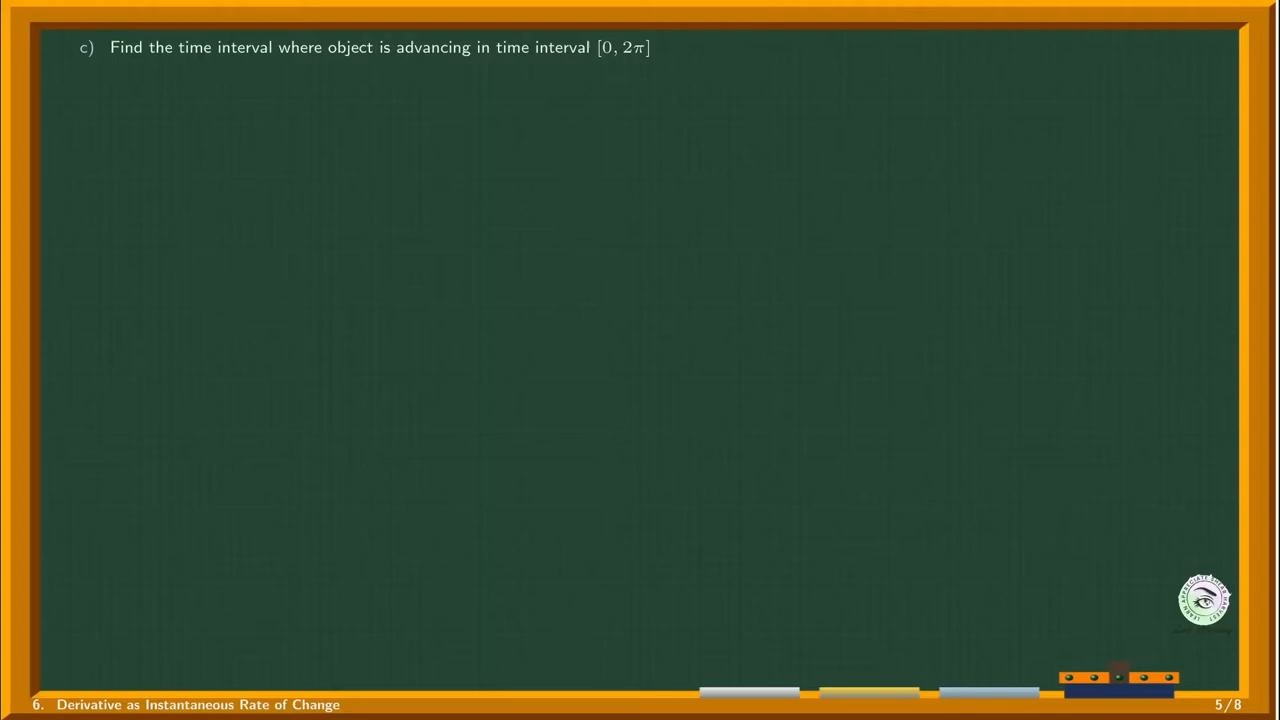 c) Find the time interval where object is advancing in time interval [0, 2π]
6. Derivative as Instantaneous Rate of Change
5/8